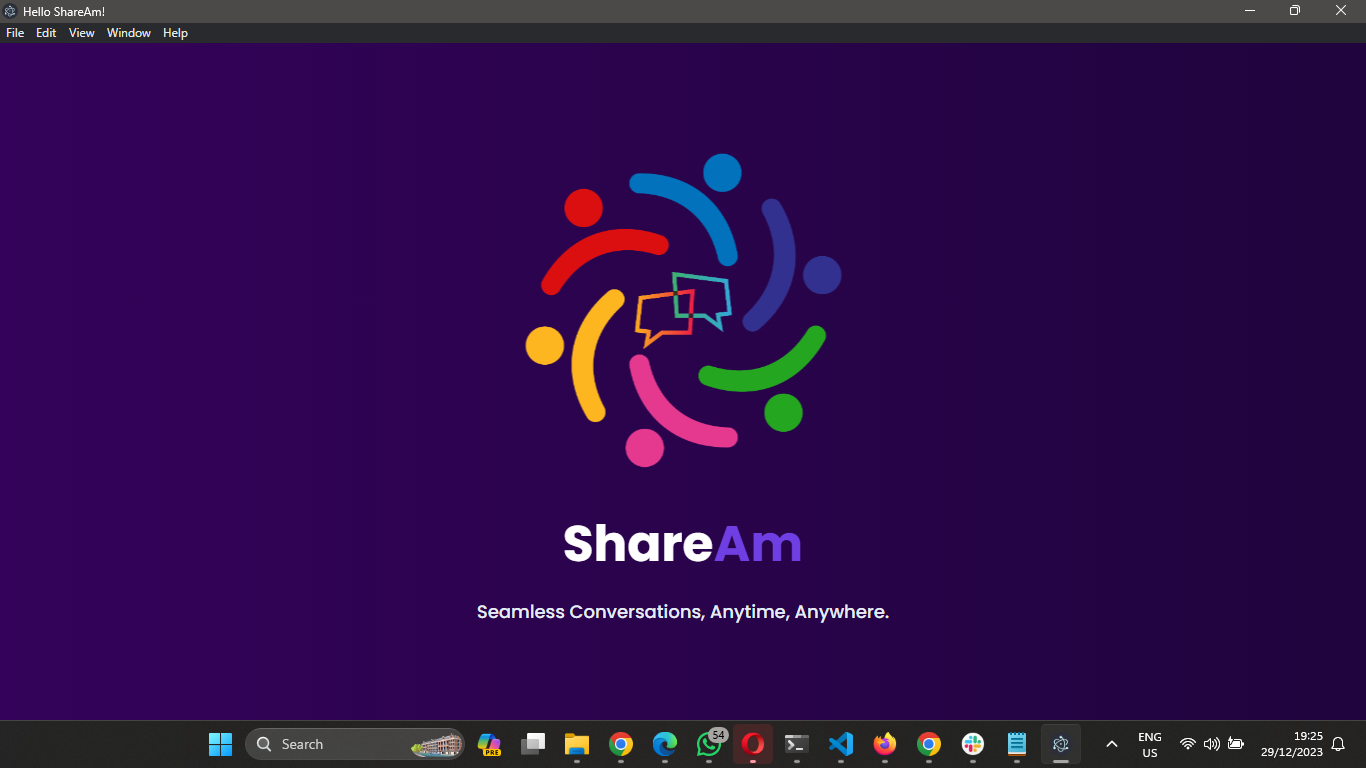 Hello ShareAm!
File Edit View Window Help
ShareAm
Seamless Conversations, Anytime, Anywhere.
Search
PRE
54
ENG
US
19:25
29/12/2023